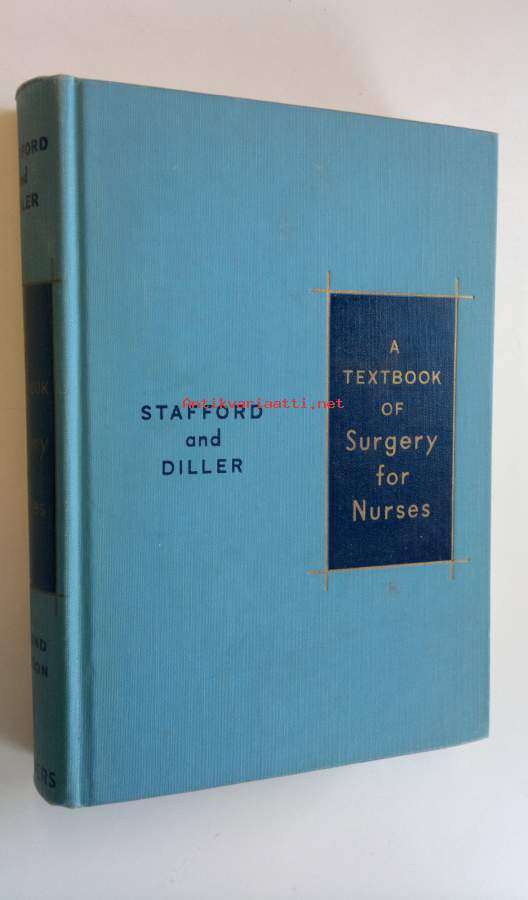 STAFFORD
and
DILLER
A
TEXTBOOK
OF
Surgery
for
Nurses
Antikvariaatti.net